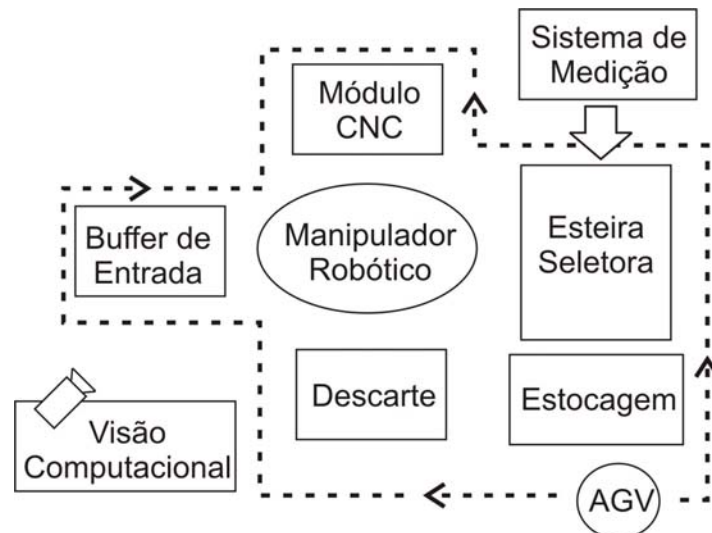 Sistema de
Medição
Módulo
CNC
Buffer de
Entrada
Manipulador
Robótico
Esteira
Seletora
Descarte
Estocagem
Visão
Computacional
AGV